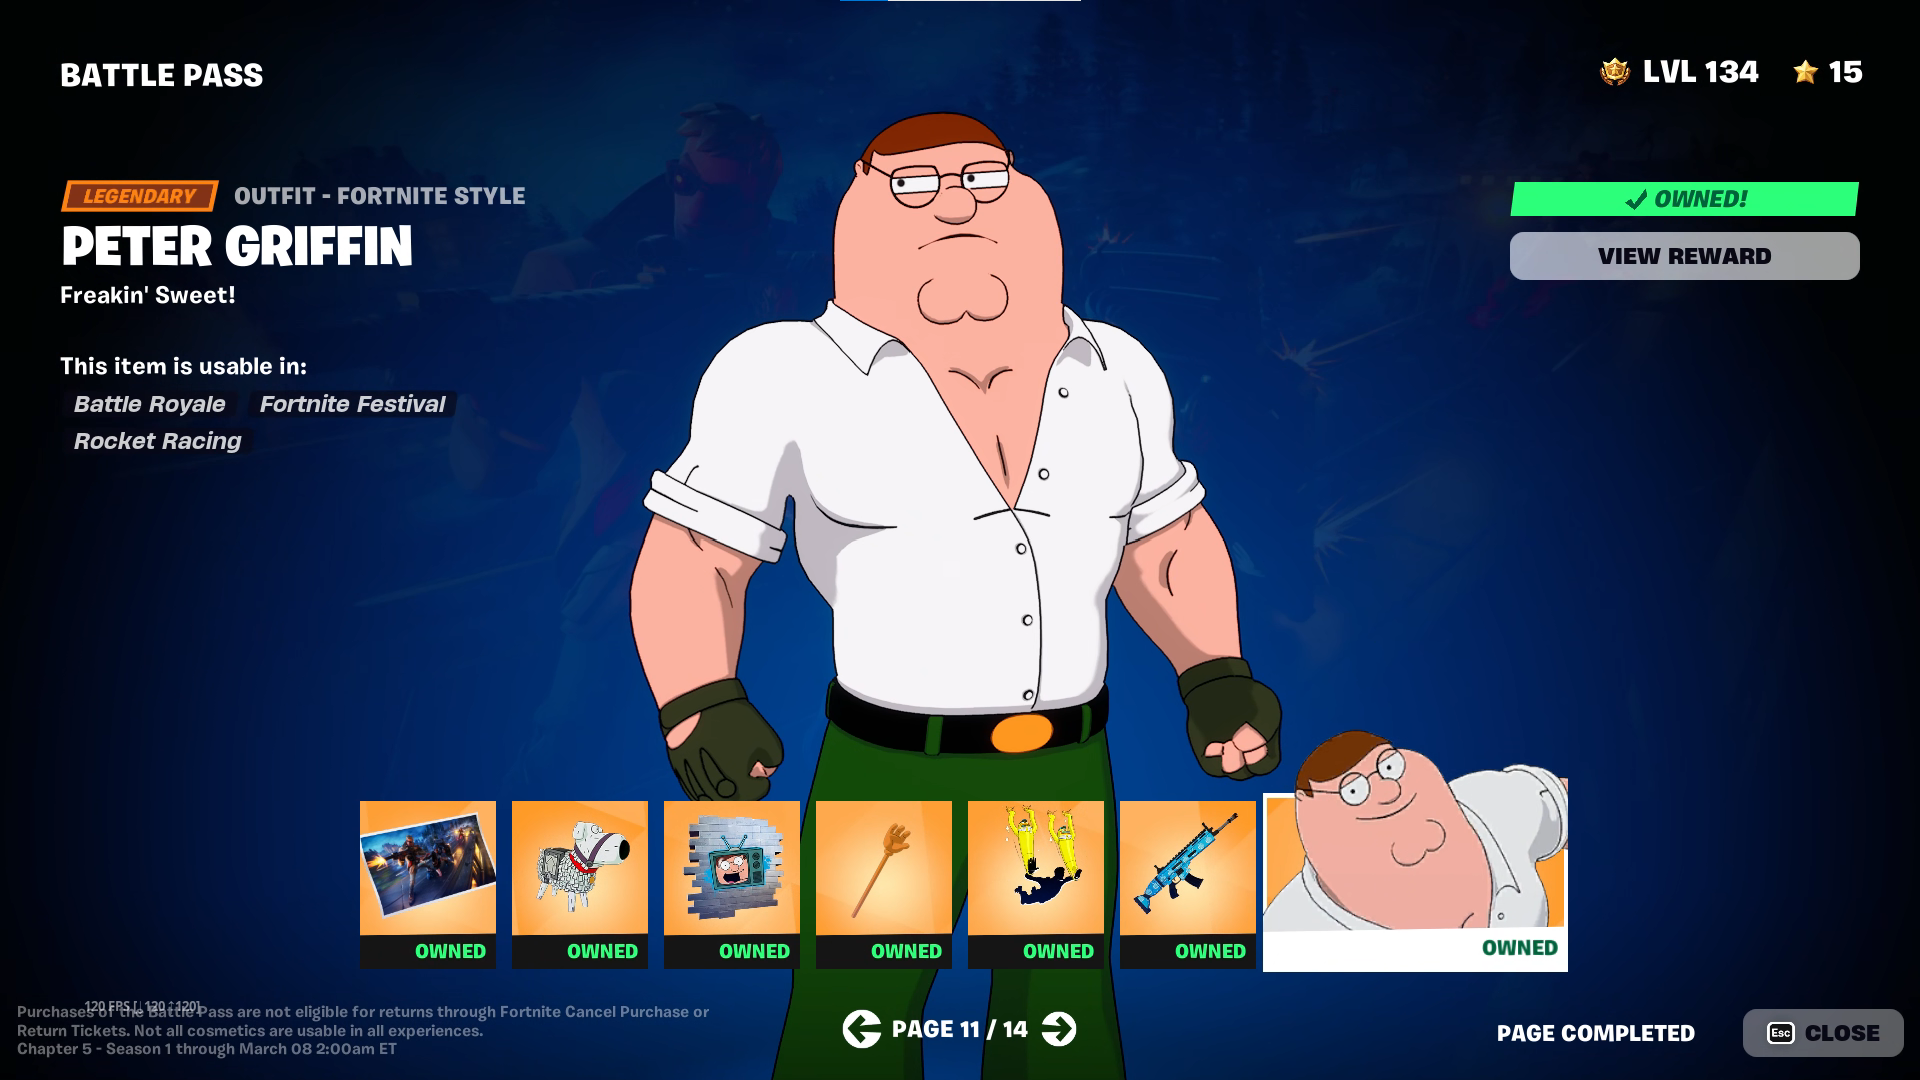 BATTLE PASS
LVL 134
15
LEGENDARY
OUTFIT - FORTNITE STYLE
PETER GRIFFIN
Freakin' Sweet!
This item is usable in:
Battle Royale
Fortnite Festival
Rocket Racing
OWNED!
VIEW REWARD
OWNED
OWNED
OWNED
OWNED
OWNED
OWNED
OWNED
120 FPS [↓120 ↑120]
Purchases of the Battle Pass are not eligible for returns through Fortnite Cancel Purchase or
Return Tickets. Not all cosmetics are usable in all experiences.
Chapter 5 - Season 1 through March 08 2:00am ET
PAGE 11 / 14
PAGE COMPLETED
Esc CLOSE